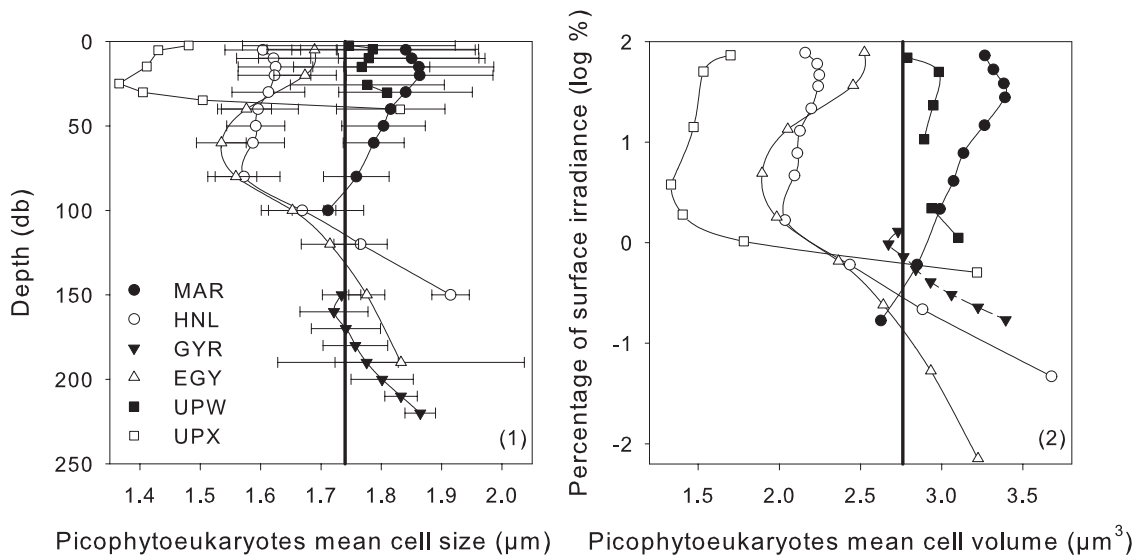 0
50
100
150
200
250
Depth (db)
MAR
HNL
GYR
EGY
UPW
UPX
(1)
1.4 1.5 1.6 1.7 1.8 1.9 2.0
Picophytoeukaryotes mean cell size (µm)
2
1
0
-1
-2
Percentage of surface irradiance (log %)
(2)
1.5 2.0 2.5 3.0 3.5
Picophytoeukaryotes mean cell volume (µm³)